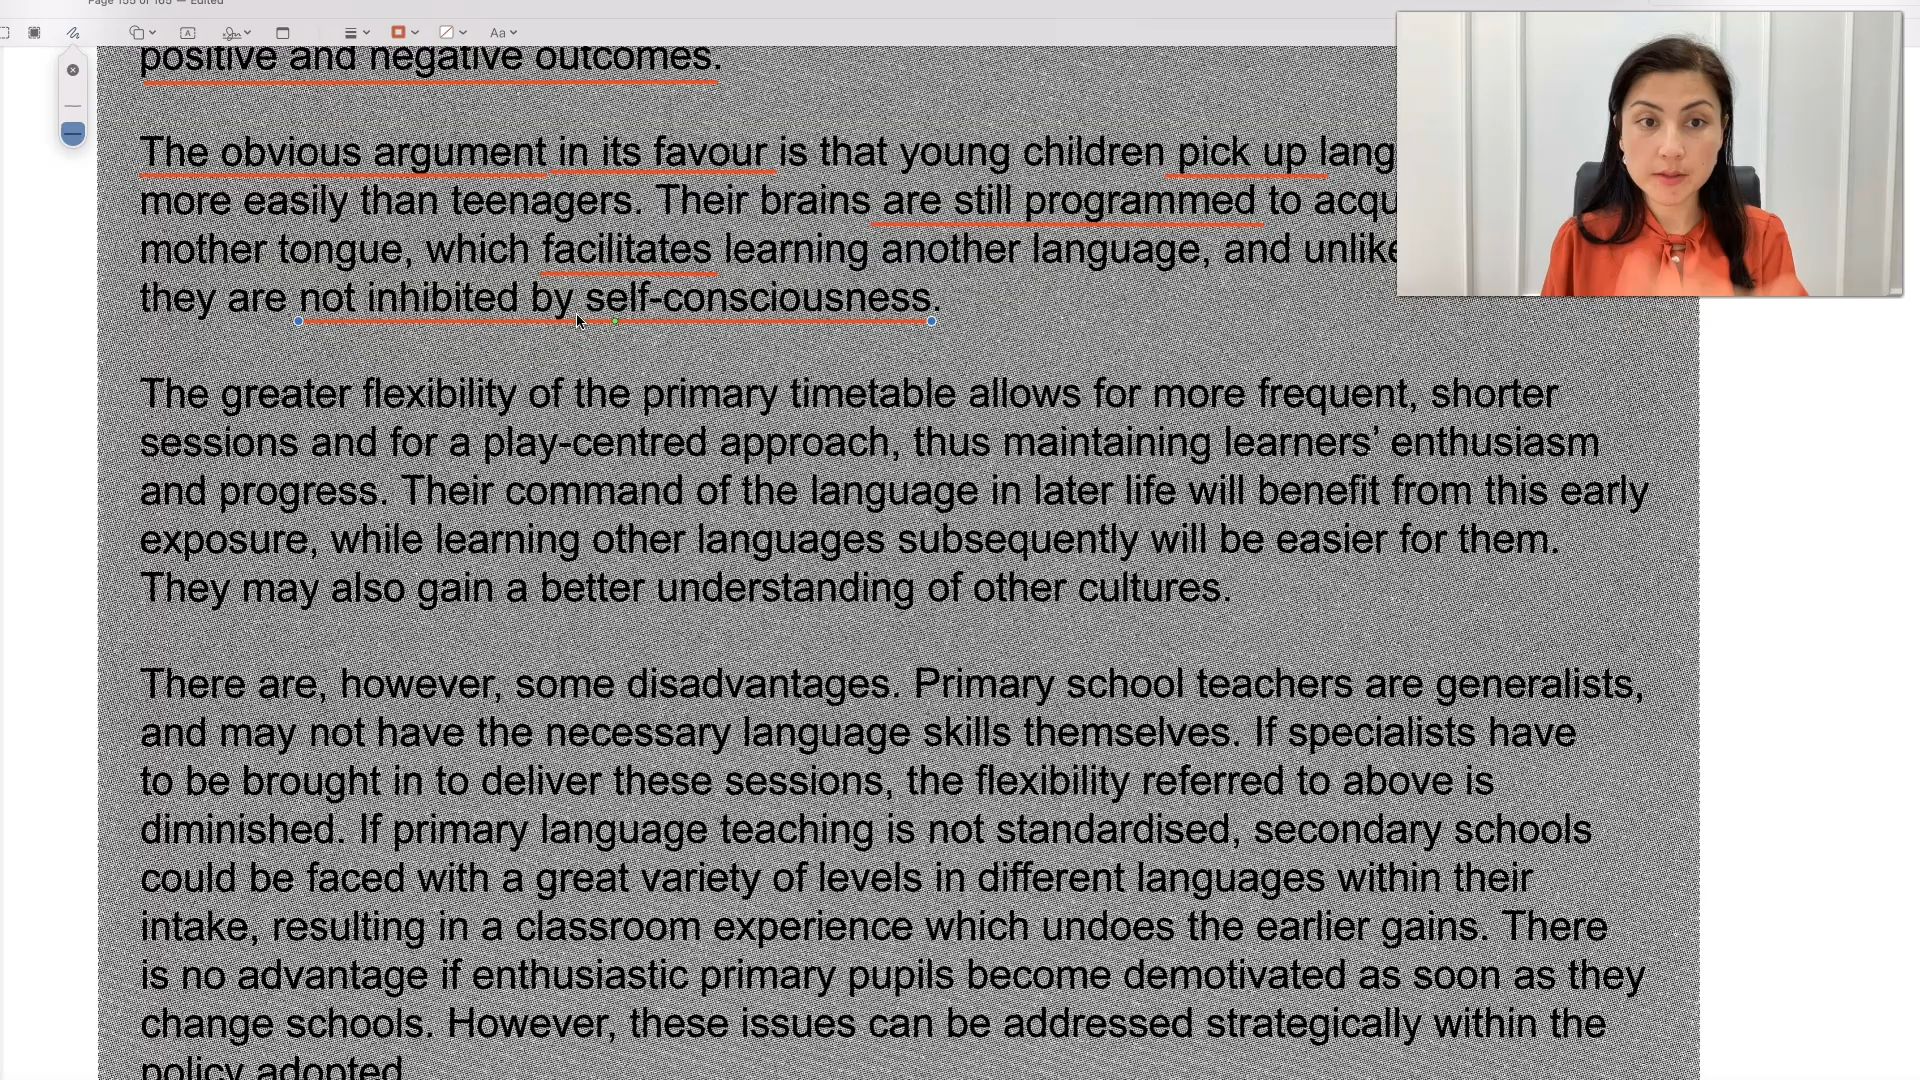 Page 155 of 165 — Edited
A
Aa
positive and negative outcomes.
The obvious argument in its favour is that young children pick up lang
more easily than teenagers. Their brains are still programmed to acqu
mother tongue, which facilitates learning another language, and unlike
they are not inhibited by self-consciousness.
The greater flexibility of the primary timetable allows for more frequent, shorter
sessions and for a play-centred approach, thus maintaining learners’ enthusiasm
and progress. Their command of the language in later life will benefit from this early
exposure, while learning other languages subsequently will be easier for them.
They may also gain a better understanding of other cultures.
There are, however, some disadvantages. Primary school teachers are generalists,
and may not have the necessary language skills themselves. If specialists have
to be brought in to deliver these sessions, the flexibility referred to above is
diminished. If primary language teaching is not standardised, secondary schools
could be faced with a great variety of levels in different languages within their
intake, resulting in a classroom experience which undoes the earlier gains. There
is no advantage if enthusiastic primary pupils become demotivated as soon as they
change schools. However, these issues can be addressed strategically within the
policy adopted